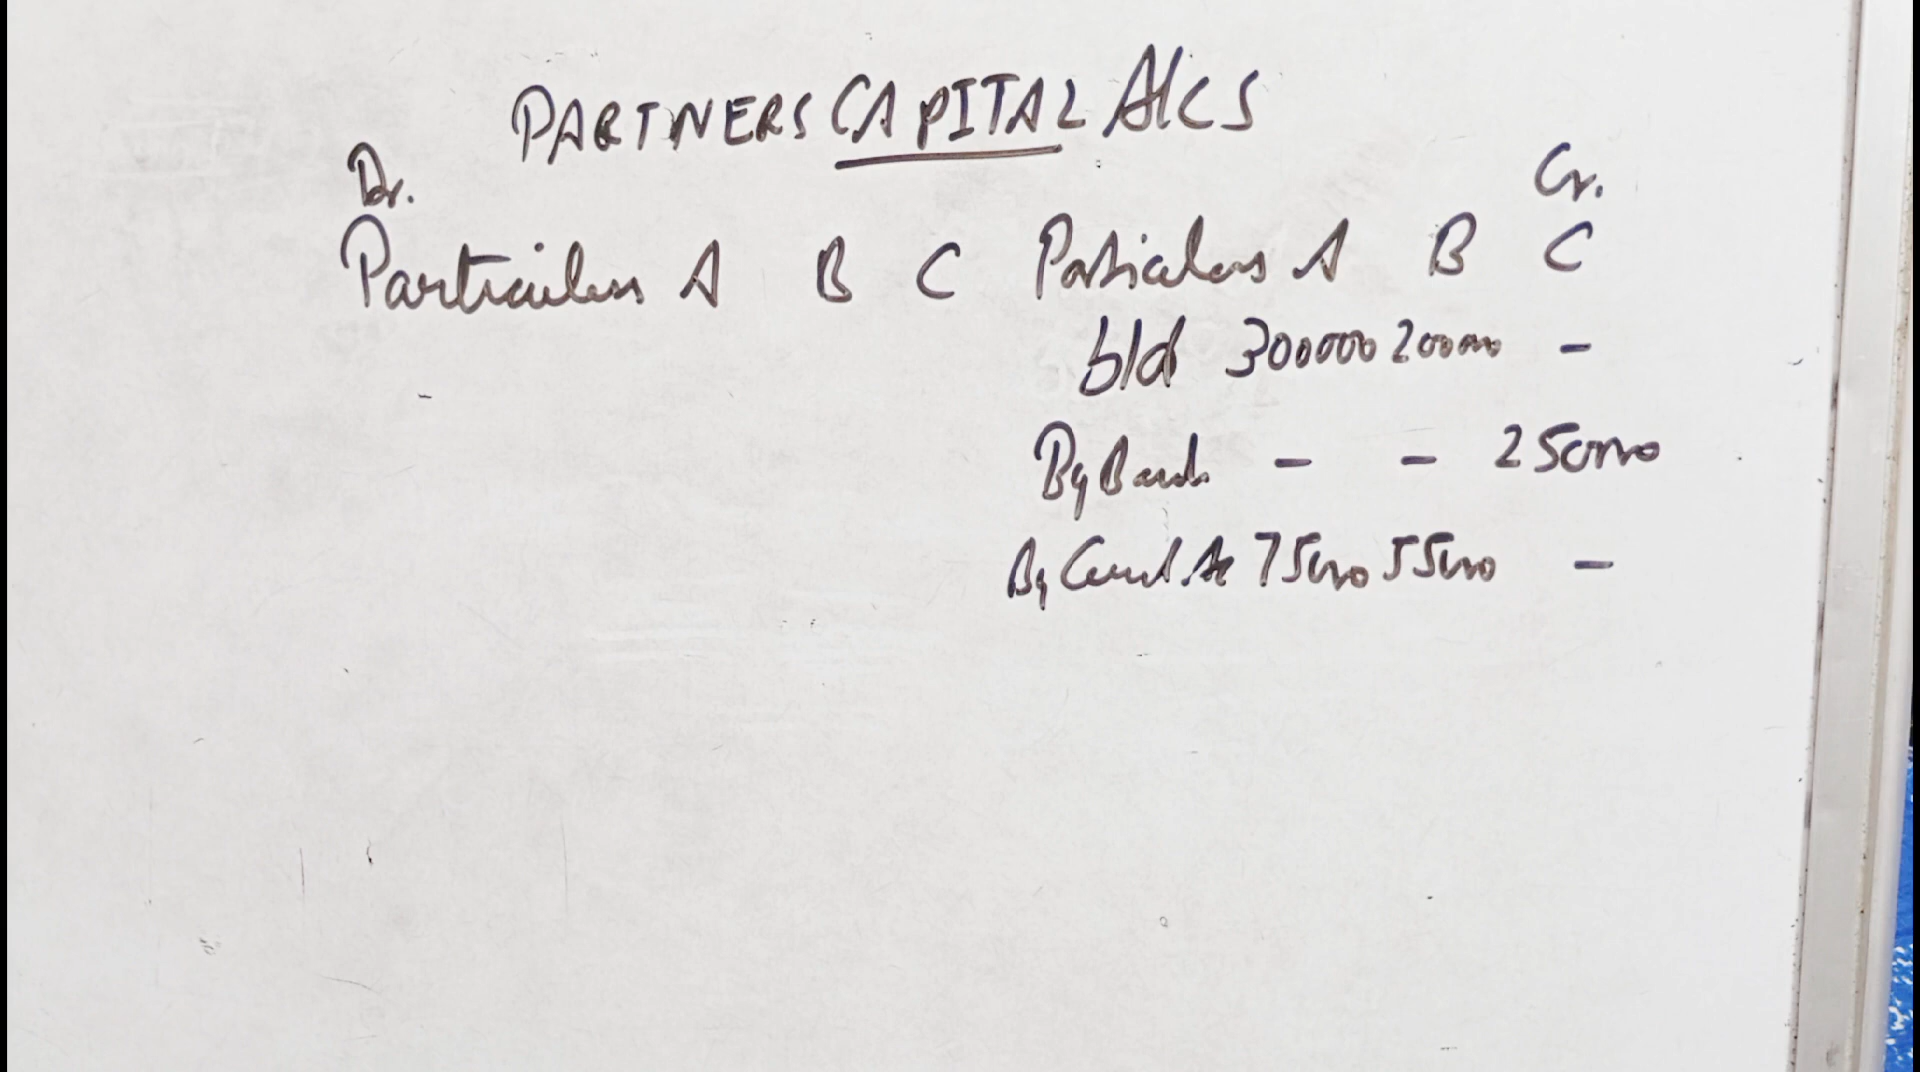 PARTNERS CAPITAL A/CS
Dr. Cr.
Particulars A B C Particulars A B C
b/d 300000 200000 -
By Bank - - 250000
By Curr. A/c 75000 55000 -